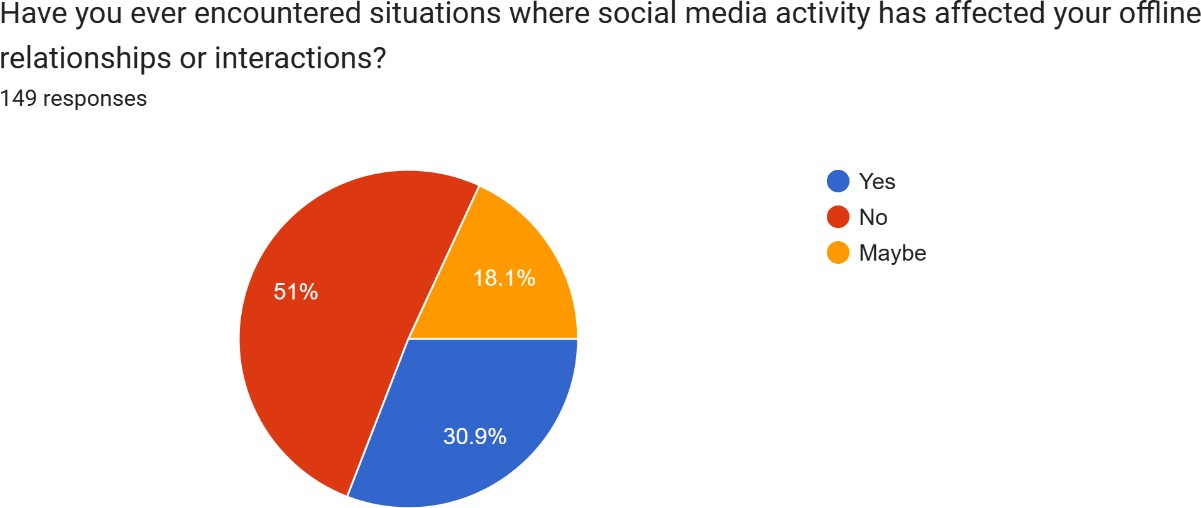 Have you ever encountered situations where social media activity has affected your offline
relationships or interactions?
149 responses
Yes
No
Maybe
51%
18.1%
30.9%